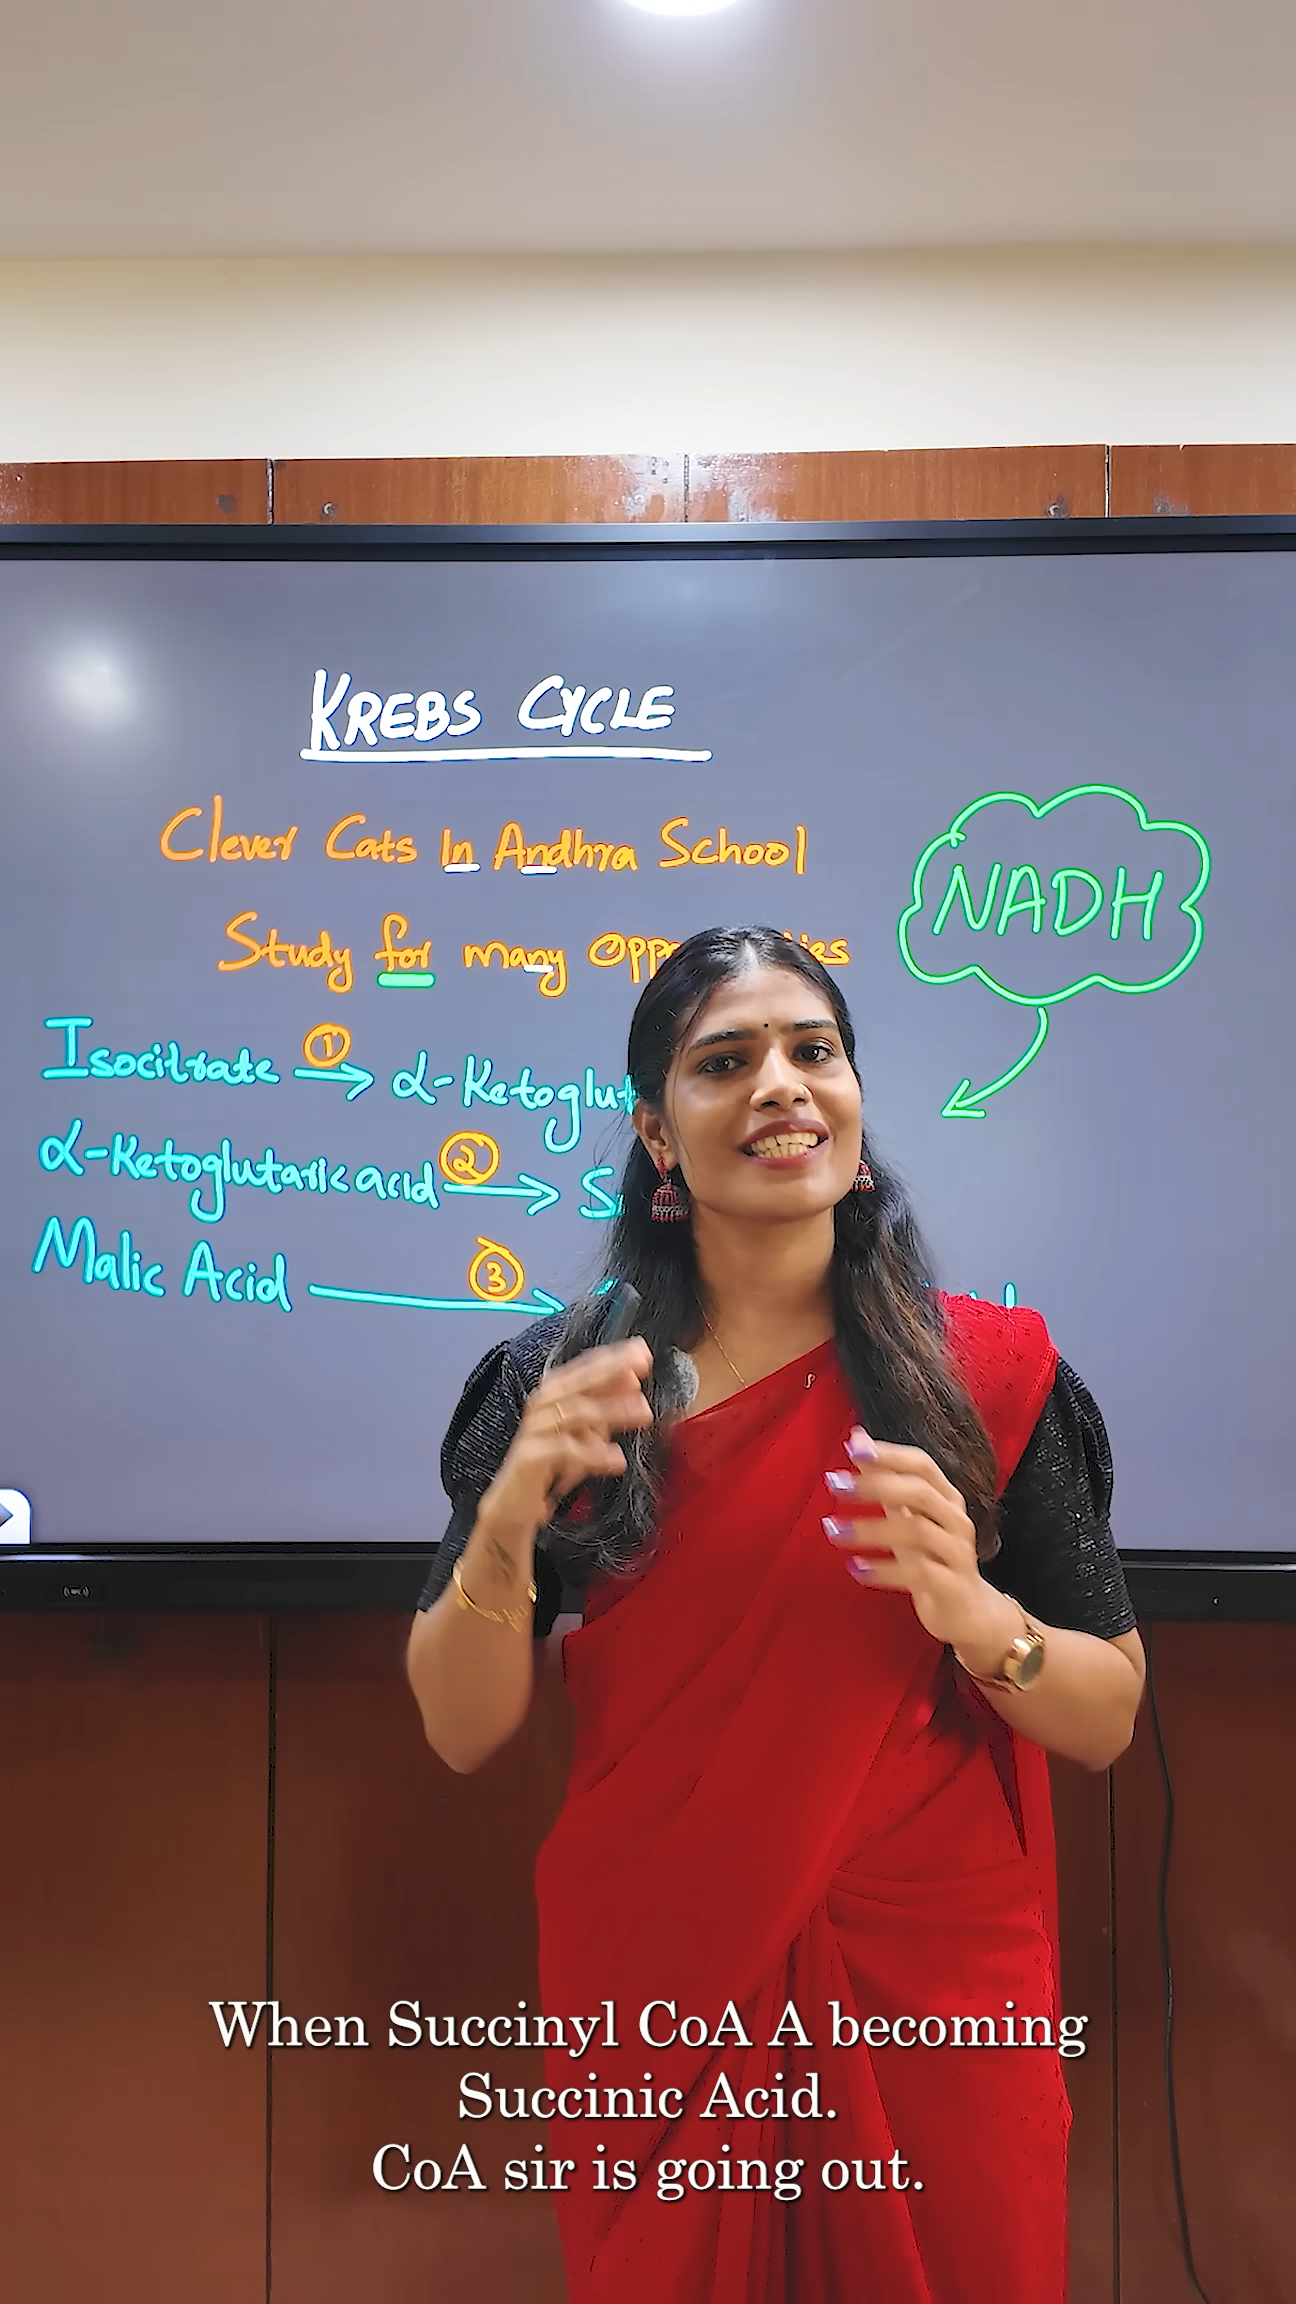 KREBS CYCLE
Clever Cats In Andhra School
Study for many
NADH
Isocitrate ① → α-Ketoglut
α-Ketoglutaric acid ② →
Malic Acid ③ →
When Succinyl CoA A becoming
Succinic Acid.
CoA sir is going out.